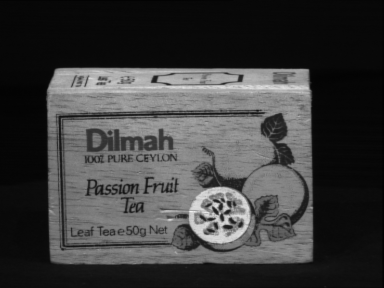 Dilmah
100% PURE CEYLON
Passion Fruit
Tea
Leaf Tea e 50g Net